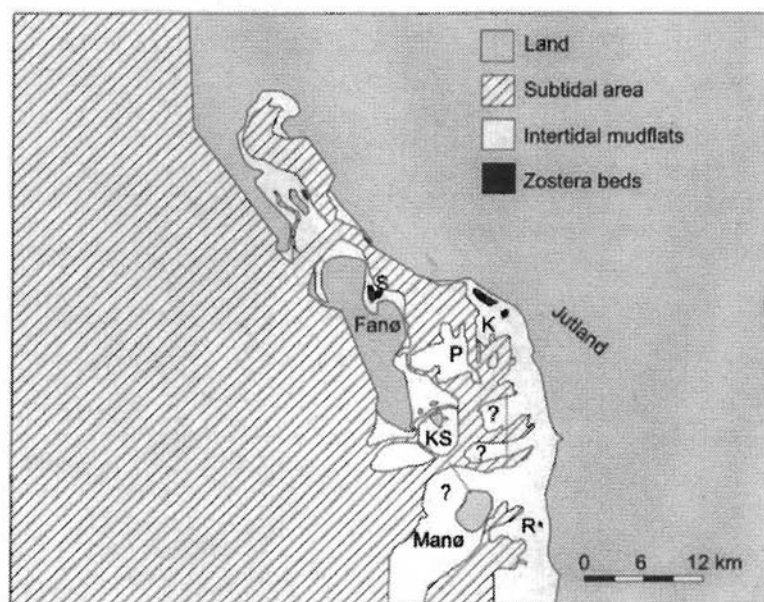 Land
Subtidal area
Intertidal mudflats
Zostera beds
S
Fanø
K
Jutland
P
?
KS
?
?
R*
Manø
0 6 12 km